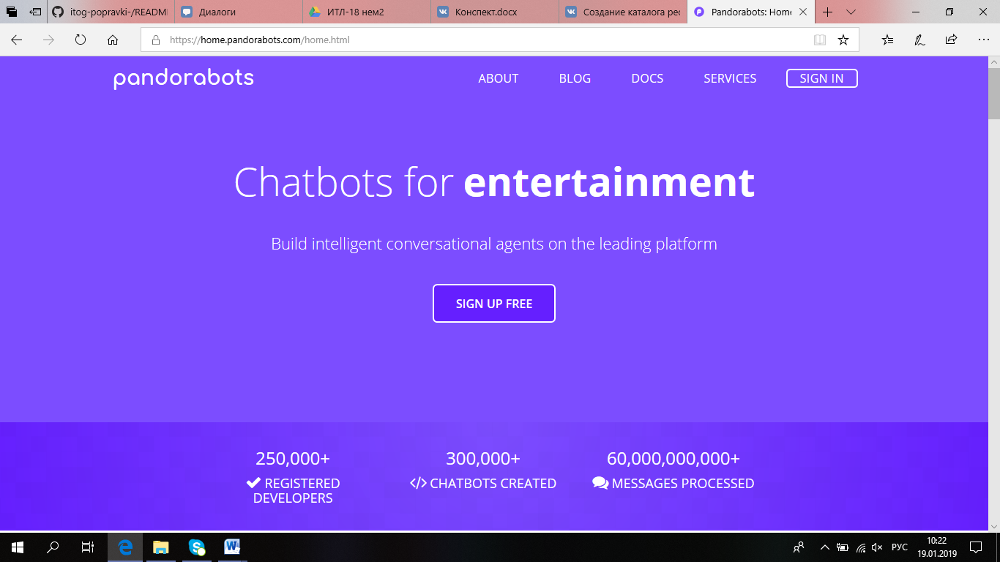 itog-popravki-/READMI
Диалоги
ИТЛ-18 нем2
Конспект.docx
Создание каталога рес
Pandorabots: Home
https://home.pandorabots.com/home.html
pandorabots
ABOUT
BLOG
DOCS
SERVICES
SIGN IN
Chatbots for entertainment
Build intelligent conversational agents on the leading platform
SIGN UP FREE
250,000+
REGISTERED
DEVELOPERS
300,000+
</> CHATBOTS CREATED
60,000,000,000+
MESSAGES PROCESSED
РУС
10:22
19.01.2019